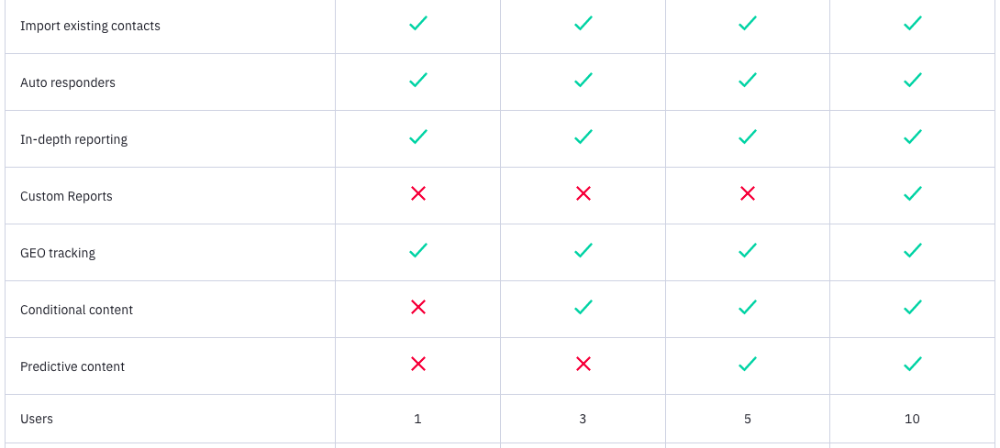 Import existing contacts
Auto responders
In-depth reporting
Custom Reports
GEO tracking
Conditional content
Predictive content
Users 1 3 5 10